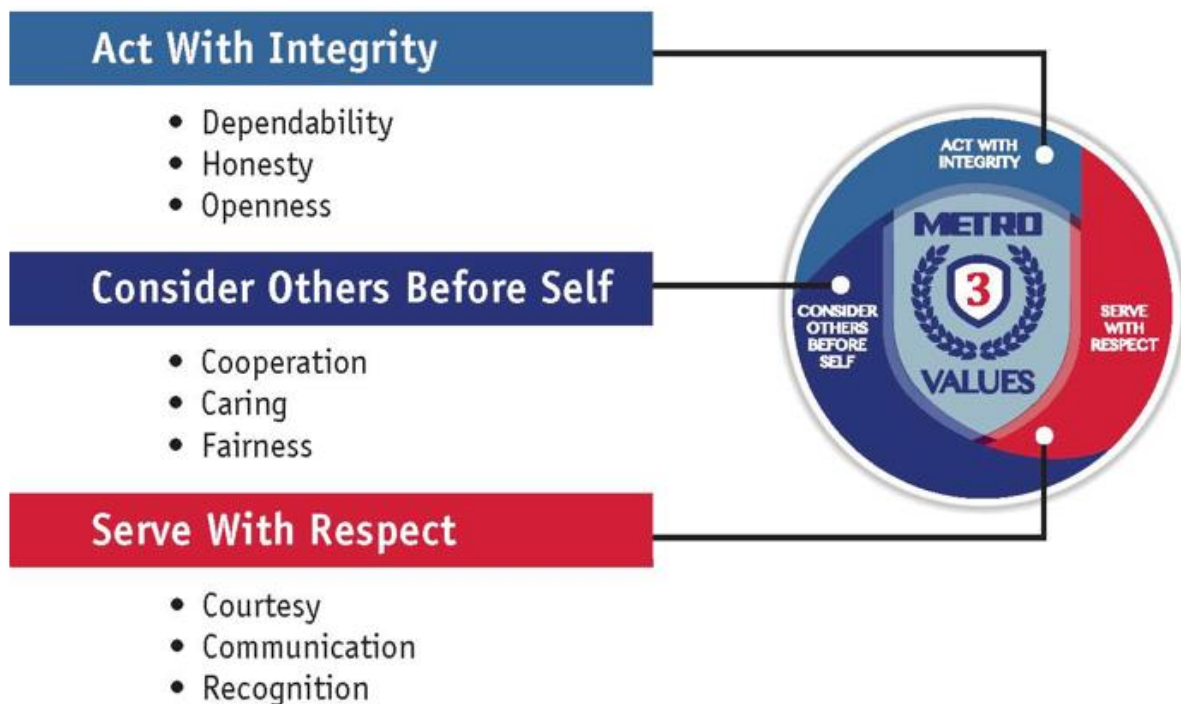 Act With Integrity
• Dependability
• Honesty
• Openness
Consider Others Before Self
• Cooperation
• Caring
• Fairness
Serve With Respect
• Courtesy
• Communication
• Recognition
ACT WITH
INTEGRITY
METRO
3
VALUES
CONSIDER
OTHERS
BEFORE
SELF
SERVE
WITH
RESPECT